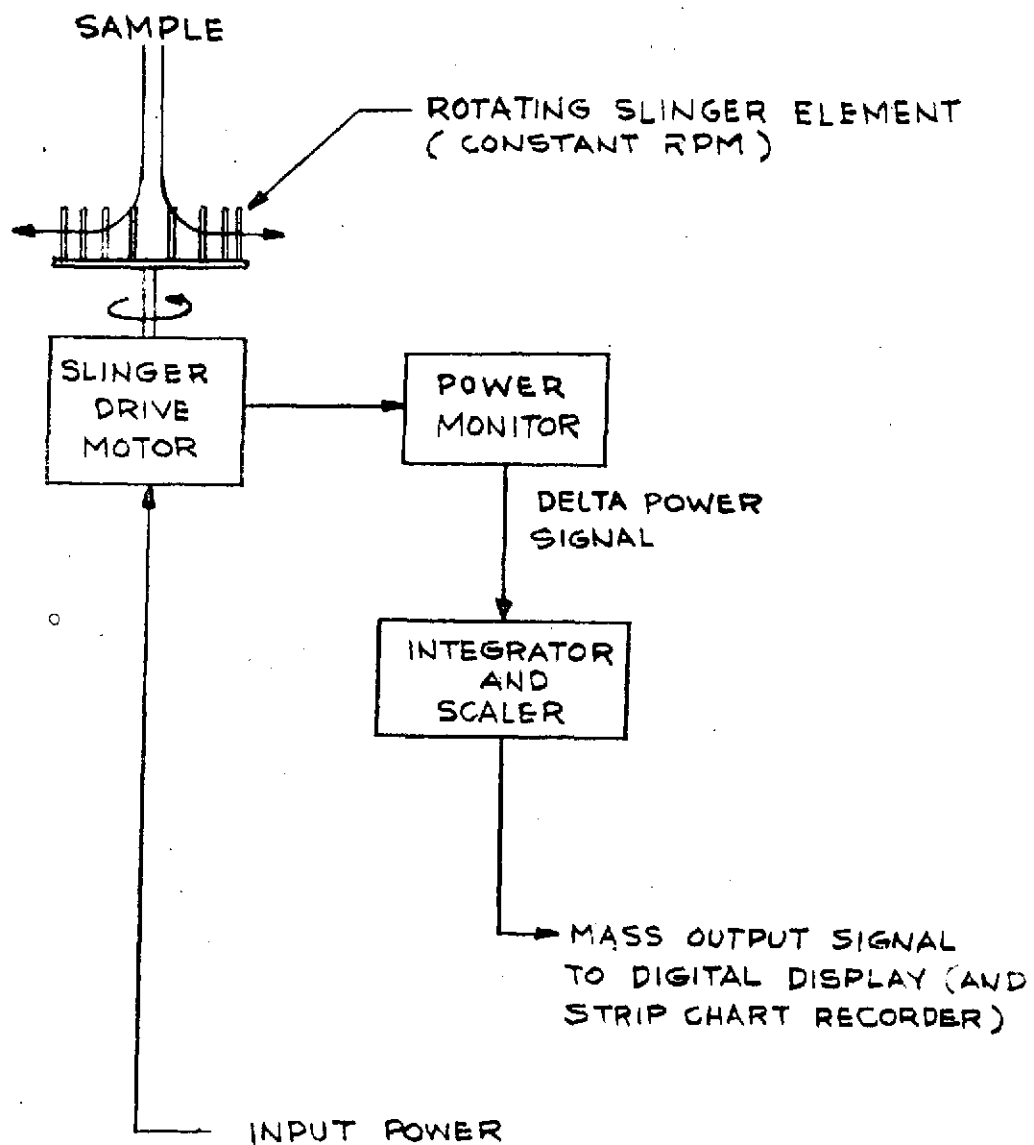 SAMPLE
ROTATING SLINGER ELEMENT
(CONSTANT RPM)
SLINGER
DRIVE
MOTOR
POWER
MONITOR
DELTA POWER
SIGNAL
INTEGRATOR
AND
SCALER
MASS OUTPUT SIGNAL
TO DIGITAL DISPLAY (AND
STRIP CHART RECORDER)
INPUT POWER